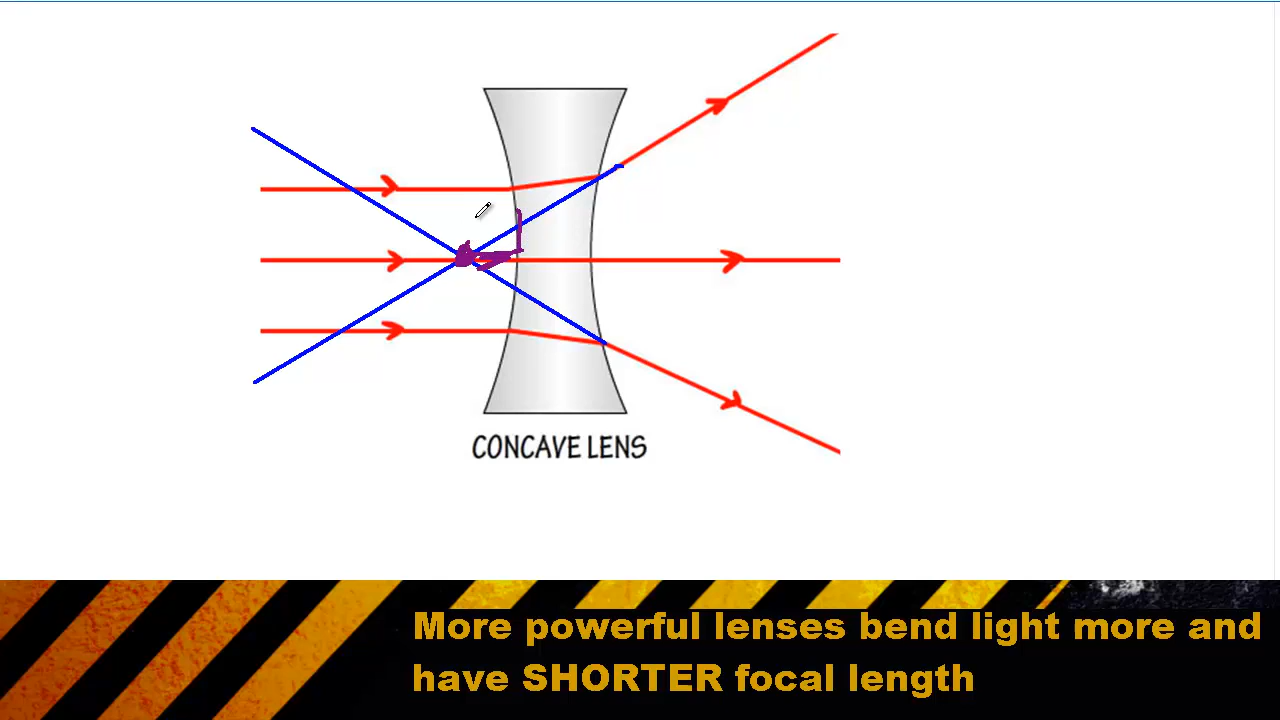 CONCAVE LENS
More powerful lenses bend light more and
have SHORTER focal length